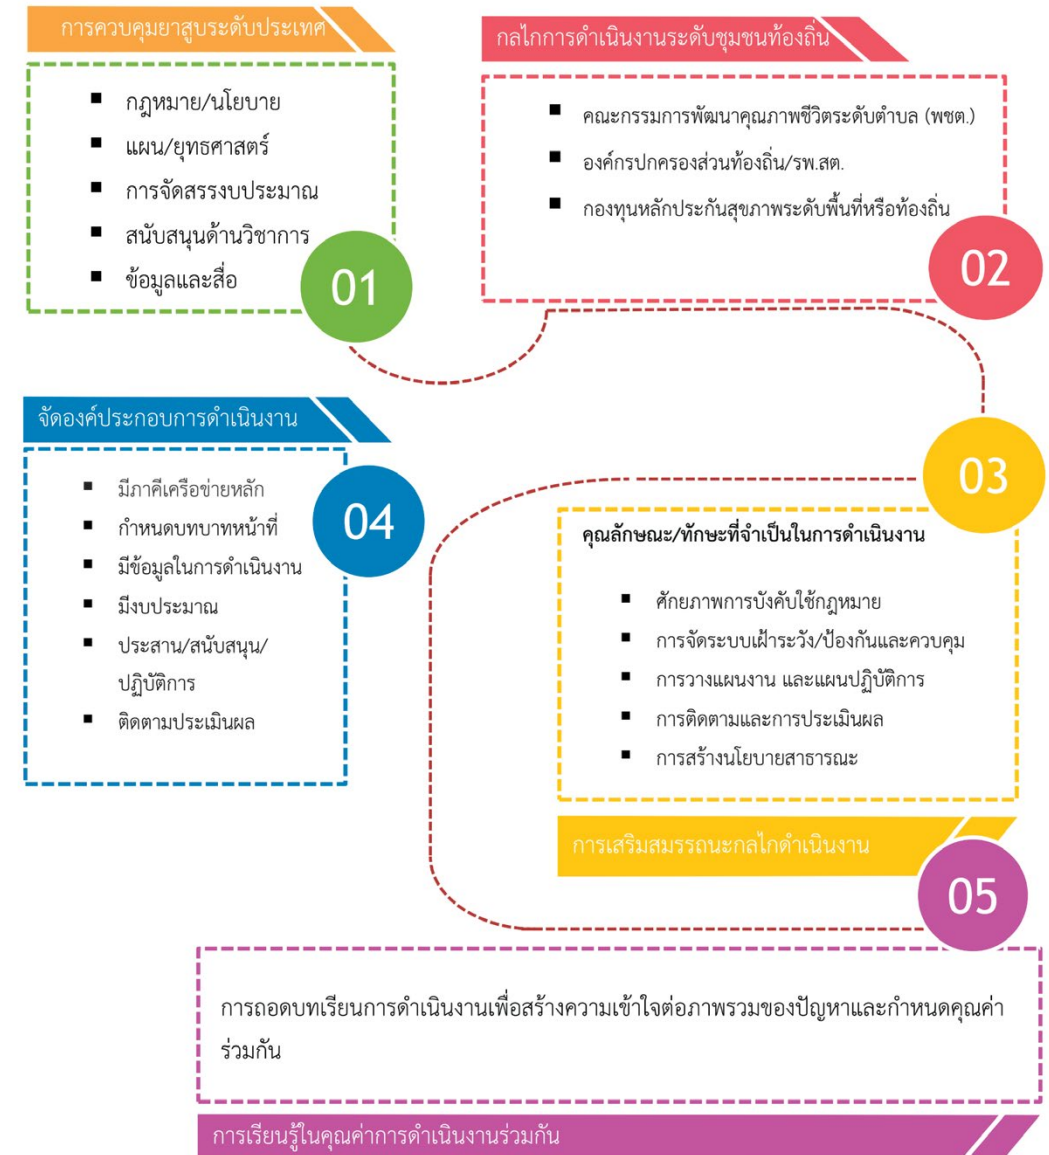 การควบคุมยาสูบระดับประเทศ
▪ กฎหมาย/นโยบาย
▪ แผน/ยุทธศาสตร์
▪ การจัดสรรงบประมาณ
▪ สนับสนุนด้านวิชาการ
▪ ข้อมูลและสื่อ
01
กลไกการดำเนินงานระดับชุมชนท้องถิ่น
▪ คณะกรรมการพัฒนาคุณภาพชีวิตระดับตำบล (พชต.)
▪ องค์กรปกครองส่วนท้องถิ่น/รพ.สต.
▪ กองทุนหลักประกันสุขภาพระดับพื้นที่หรือท้องถิ่น
02
03
คุณลักษณะ/ทักษะที่จำเป็นในการดำเนินงาน
▪ ศักยภาพการบังคับใช้กฎหมาย
▪ การจัดระบบเฝ้าระวัง/ป้องกันและควบคุม
▪ การวางแผนงาน และแผนปฏิบัติการ
▪ การติดตามและการประเมินผล
▪ การสร้างนโยบายสาธารณะ
การเสริมสมรรถนะกลไกดำเนินงาน
จัดองค์ประกอบการดำเนินงาน
04
▪ มีภาคีเครือข่ายหลัก
▪ กำหนดบทบาทหน้าที่
▪ มีข้อมูลในการดำเนินงาน
▪ มีงบประมาณ
▪ ประสาน/สนับสนุน/
ปฏิบัติการ
▪ ติดตามประเมินผล
05
การถอดบทเรียนการดำเนินงานเพื่อสร้างความเข้าใจต่อภาพรวมของปัญหาและกำหนดคุณค่า
ร่วมกัน
การเรียนรู้ในคุณค่าการดำเนินงานร่วมกัน